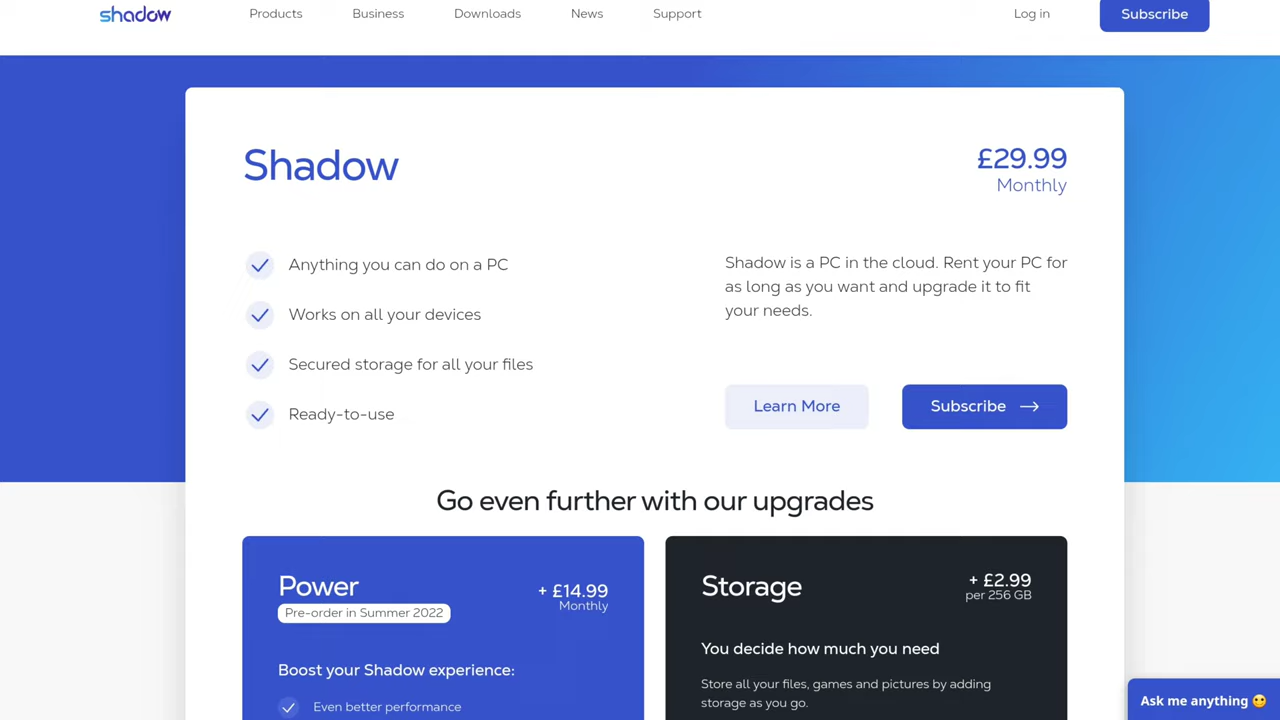 shadow Products Business Downloads News Support Log in Subscribe
Shadow
£29.99
Monthly
Anything you can do on a PC
Works on all your devices
Secured storage for all your files
Ready-to-use
Shadow is a PC in the cloud. Rent your PC for
as long as you want and upgrade it to fit
your needs.
Learn More
Subscribe →
Go even further with our upgrades
Power
Pre-order in Summer 2022
+ £14.99
Monthly
Boost your Shadow experience:
Even better performance
Storage
+ £2.99
per 256 GB
You decide how much you need
Store all your files, games and pictures by adding
storage as you go.
Ask me anything 🙂